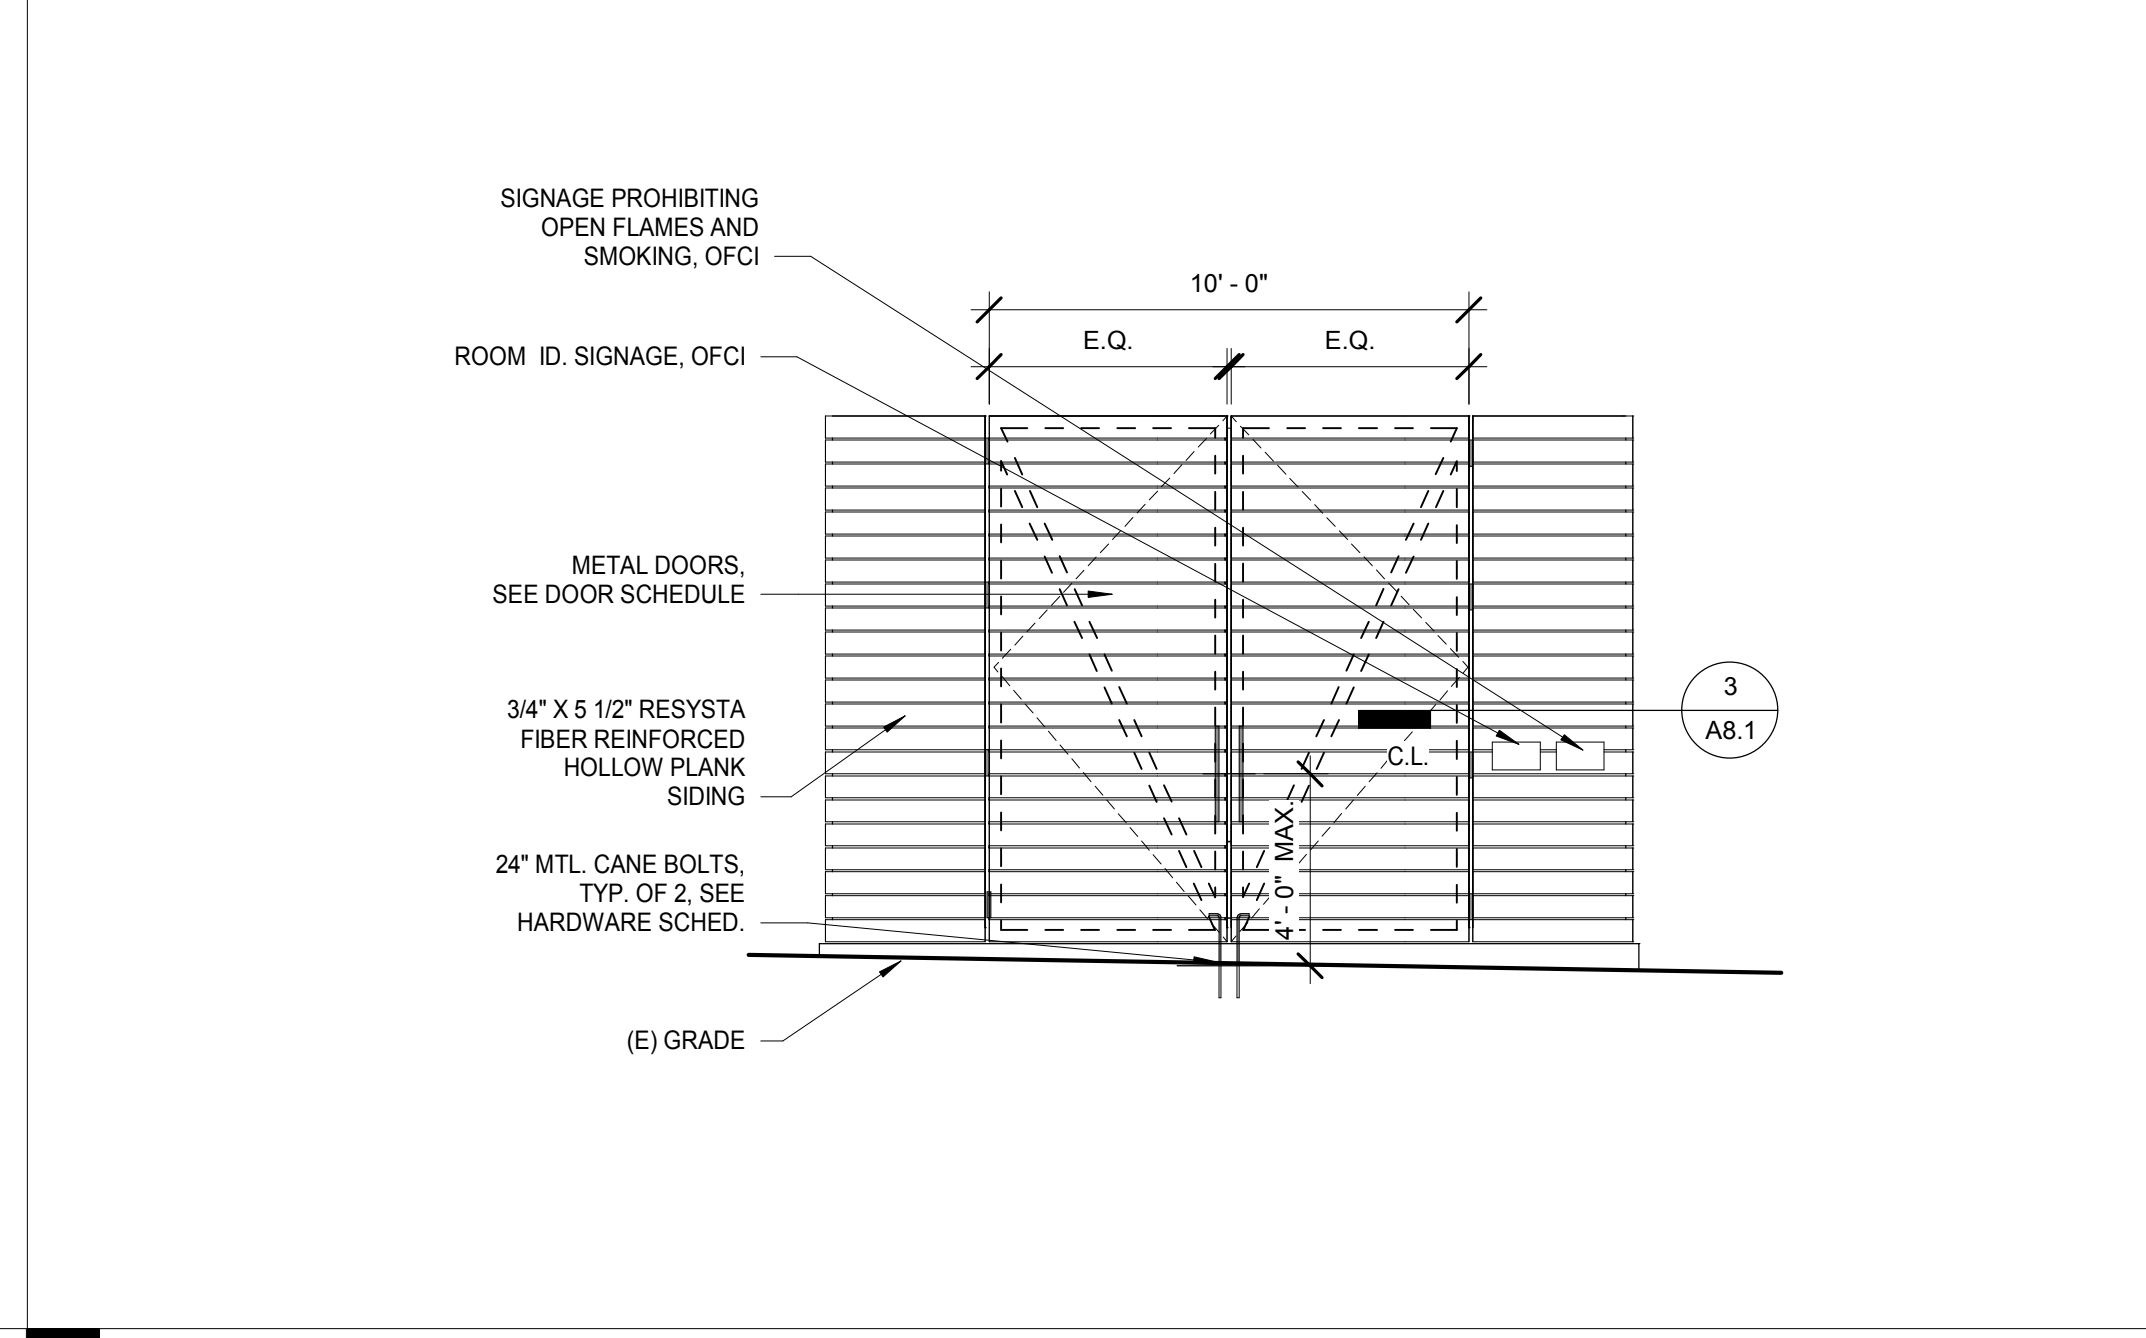 SIGNAGE PROHIBITING
OPEN FLAMES AND
SMOKING, OFCI
10' - 0"
E.Q.
E.Q.
ROOM  ID. SIGNAGE, OFCI
METAL DOORS,
SEE DOOR SCHEDULE
3/4" X 5 1/2" RESYSTA
FIBER REINFORCED
HOLLOW PLANK
SIDING
3
A8.1
C.L.
4' - 0"  MAX.
24" MTL. CANE BOLTS,
TYP. OF 2, SEE
HARDWARE SCHED.
(E) GRADE